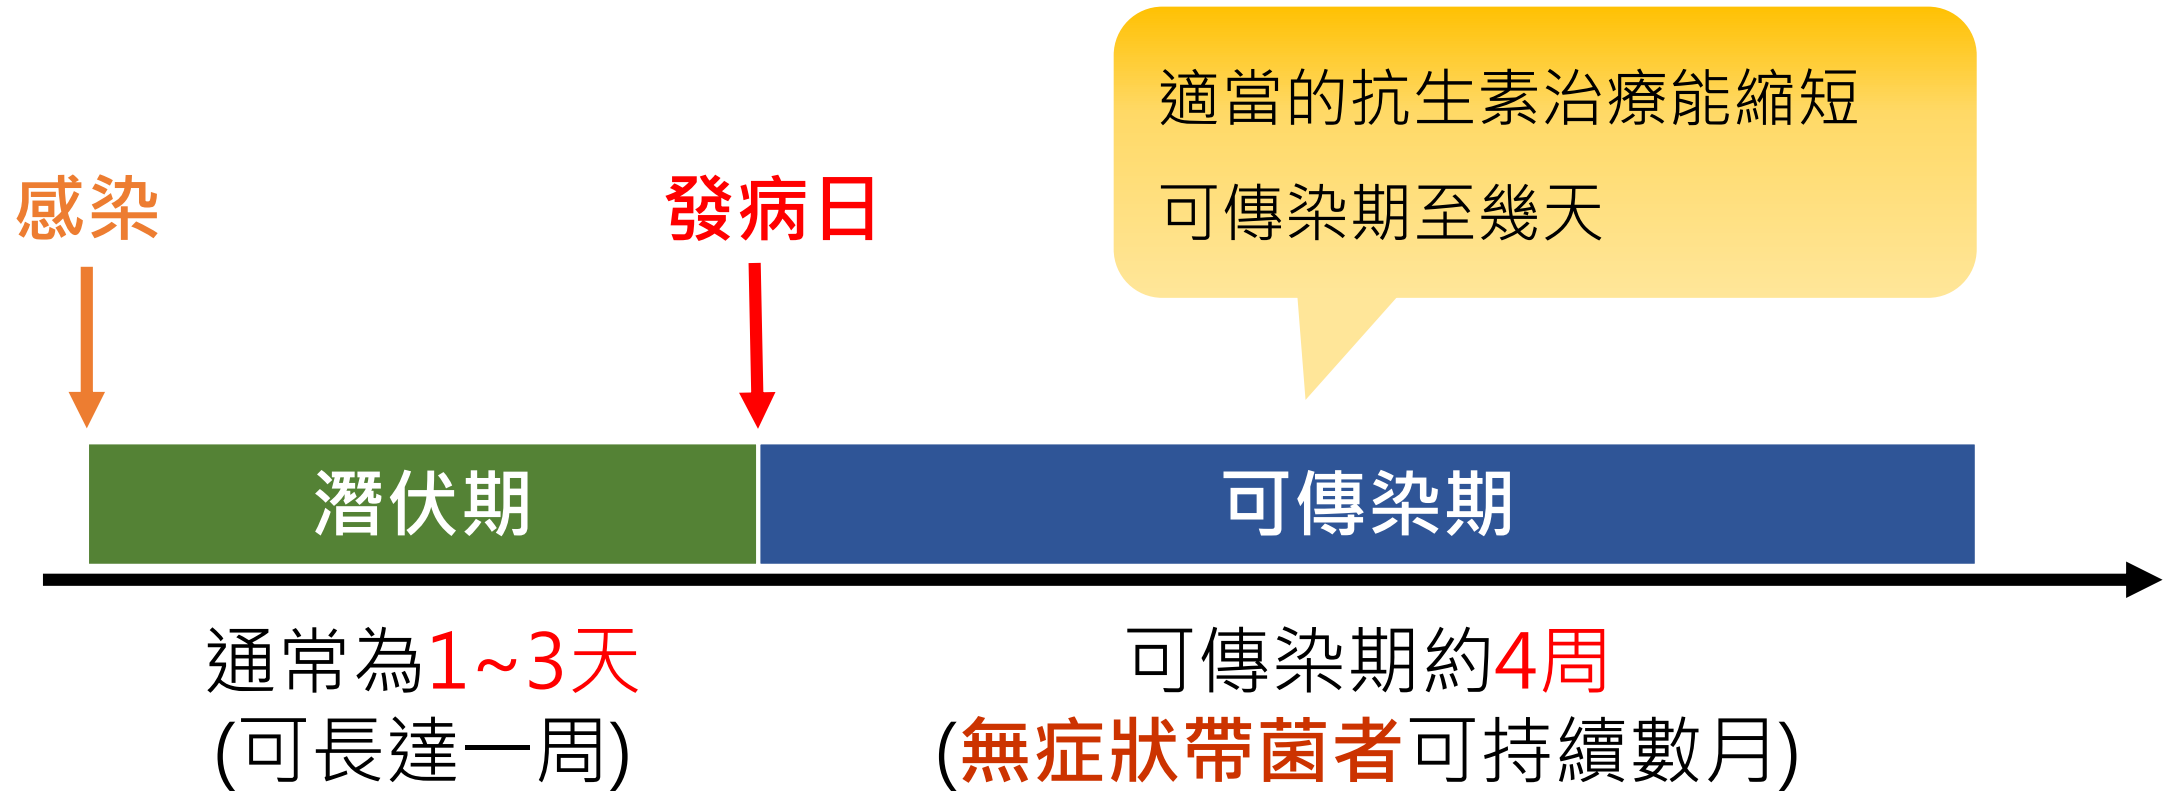 適當的抗生素治療能縮短
可傳染期至幾天
感染
發病日
潛伏期
可傳染期
通常為1~3天
(可長達一周)
可傳染期約4周
(無症狀帶菌者可持續數月)